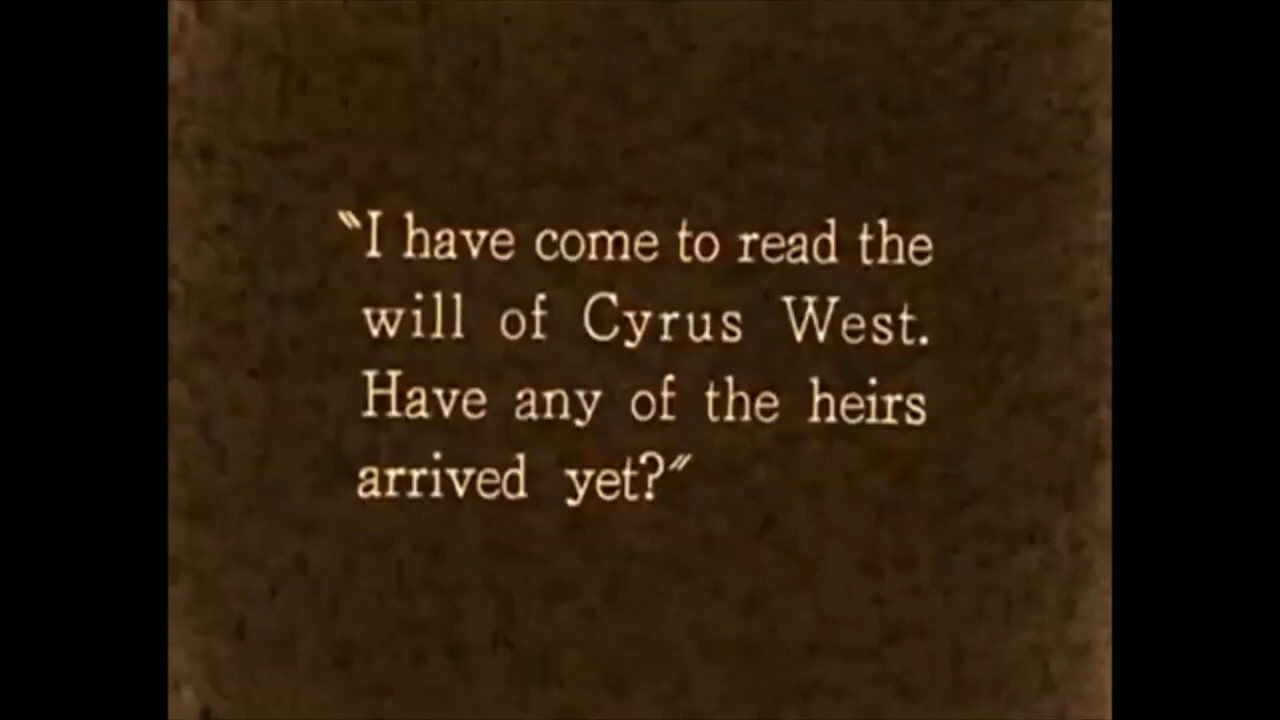 "I have come to read the
will of Cyrus West.
Have any of the heirs
arrived yet?"